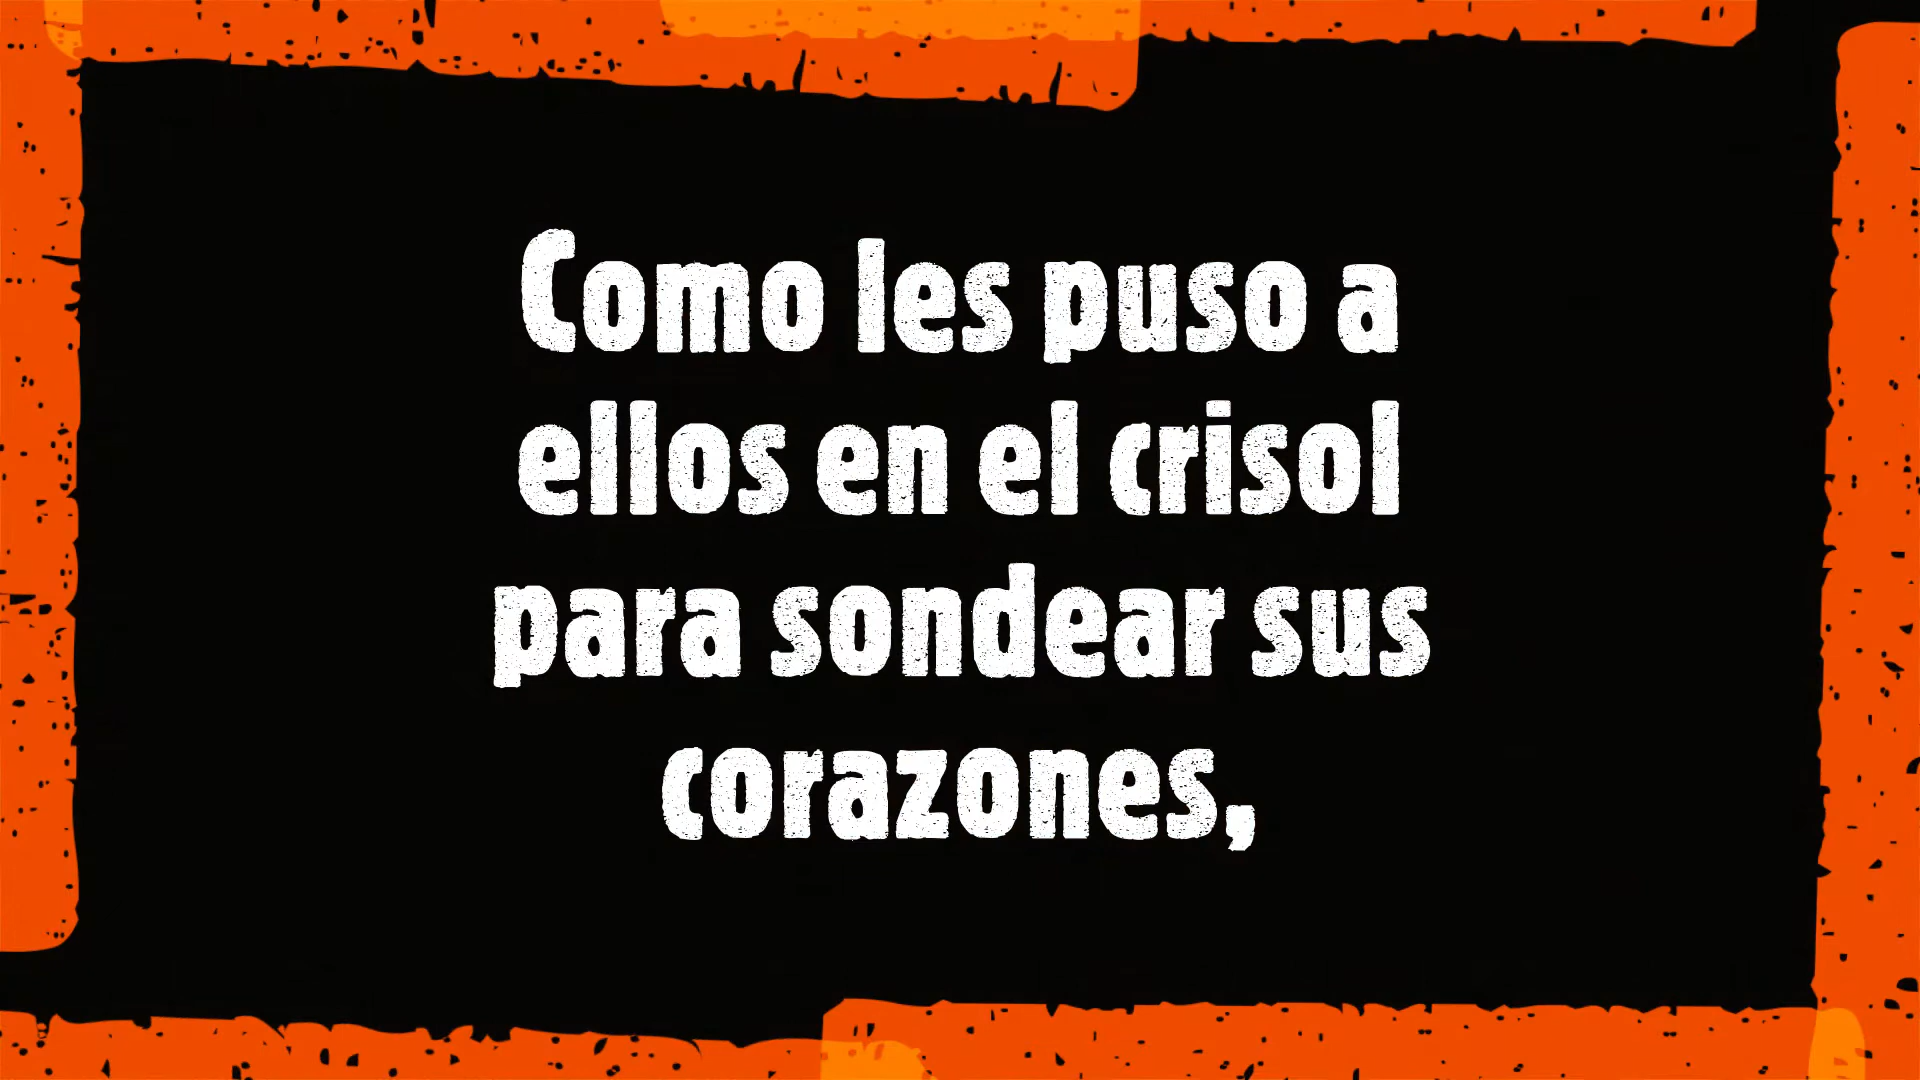 Como les puso a
ellos en el crisol
para sondear sus
corazones,